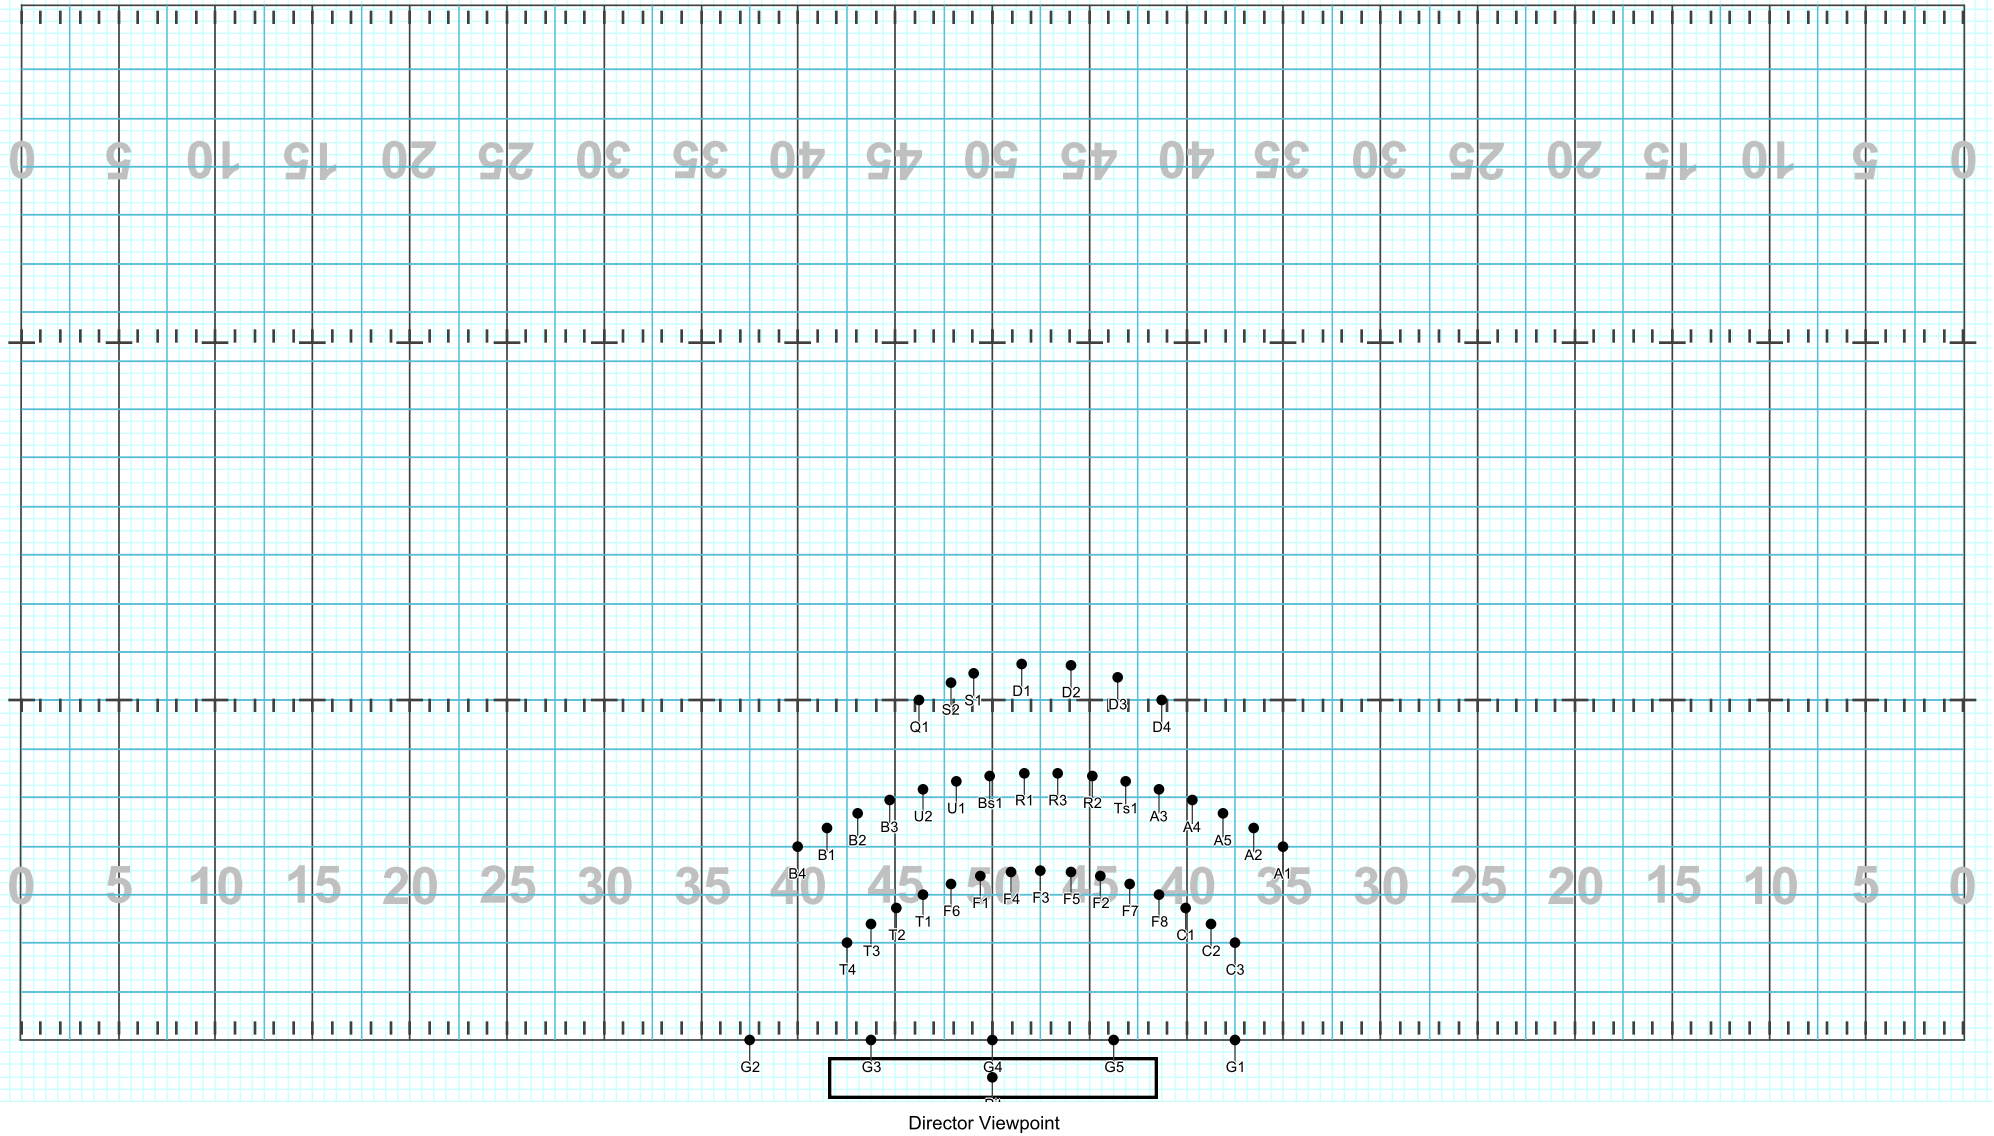 0 5 10 15 20 25 30 35 40 45 50 45 40 35 30 25 20 15 10 5 0
D1 D2
S2 S1 D3
Q1 D4
Bs1 R1 R3 R2
U2 U1 Ts1 A3
B3 A4
B2 A5
B1 A2
B4 A1
0 5 10 15 20 25 30 35 40 45 50 45 40 35 30 25 20 15 10 5 0
F1 F4 F3 F5 F2
T1 F6 F7 F8
T2 C1
T3 C2
T4 C3
G2 G3 G4 G5 G1
Director Viewpoint